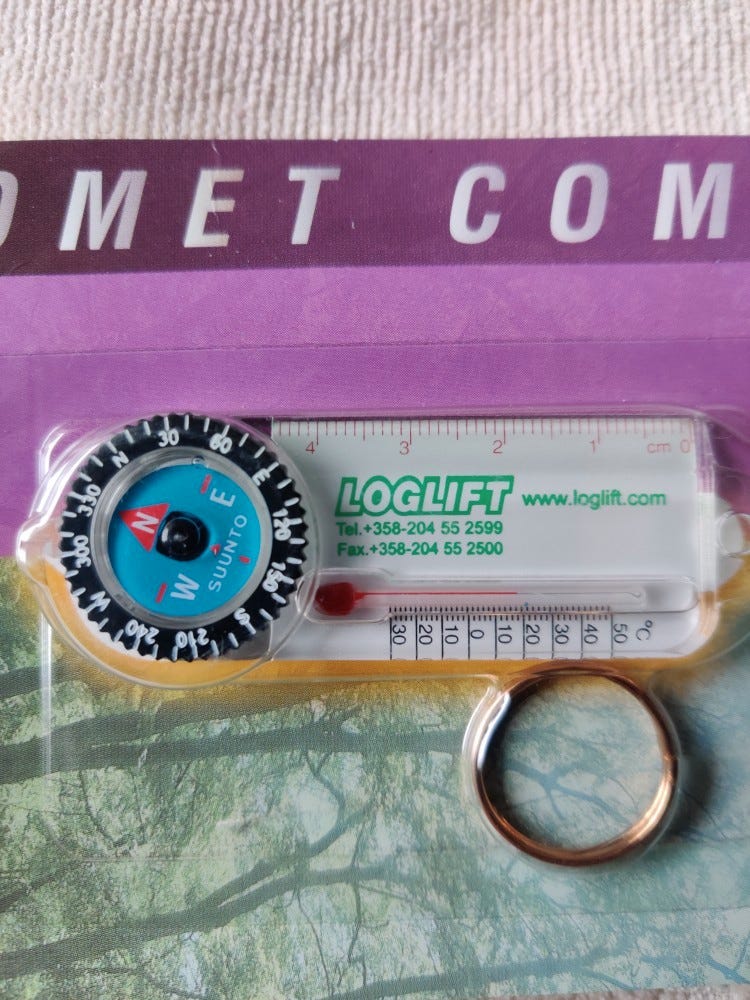 OMET COM
N 30 60 E 120 150 S 210 240 W 300 330
N
E
W
SUUNTO
4 3 2 1 cm 0
LOGLIFT www.loglift.com
Tel.+358-204 55 2599
Fax.+358-204 55 2500
30 20 10 0 10 20 30 40 50 °C